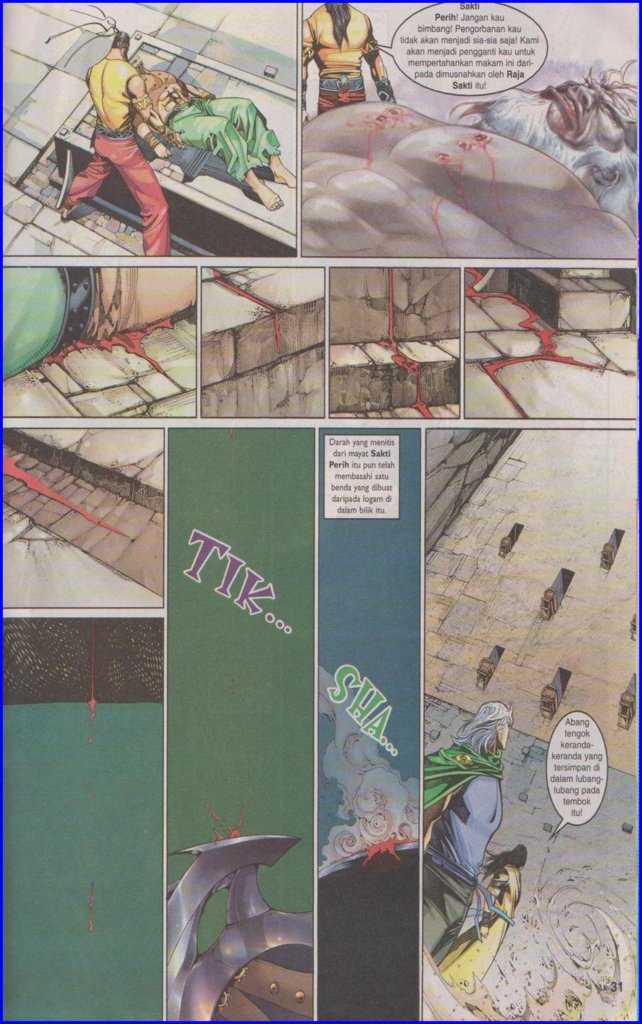 Sakti
Perih! Jangan kau
bimbang! Pengorbanan kau
tidak akan menjadi sia-sia saja! Kami
akan menjadi pengganti kau untuk
mempertahankan makam ini dari-
pada dimusnahkan oleh Raja
Sakti itu!
Darah yang menitis
dari mayat Sakti
Perih itu pun telah
membasahi satu
benda yang dibuat
daripada logam di
dalam bilik itu.
TIK...
SHA...
Abang
tengok
keranda-
keranda yang
tersimpan di
dalam lubang-
lubang pada
tembok
itu!
31